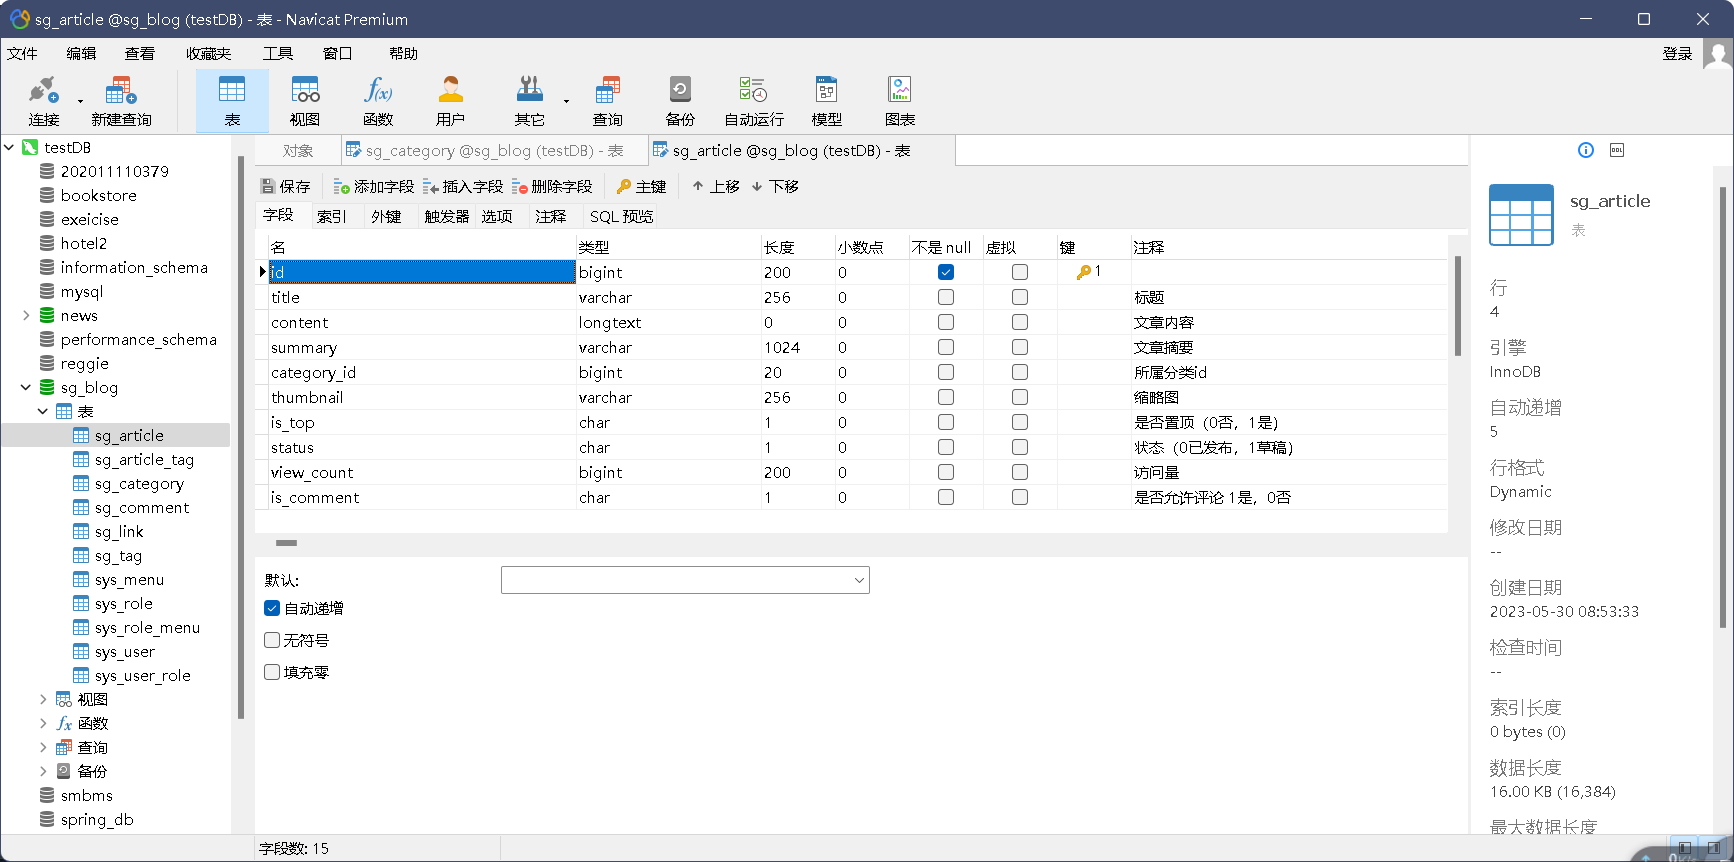 sg_article @sg_blog (testDB) - 表 - Navicat Premium
文件 编辑 查看 收藏夹 工具 窗口 帮助 登录
连接 新建查询 表 视图 函数 用户 其它 查询 备份 自动运行 模型 图表
testDB
202011110379
bookstore
exeicise
hotel2
information_schema
mysql
news
performance_schema
reggie
sg_blog
表
sg_article
sg_article_tag
sg_category
sg_comment
sg_link
sg_tag
sys_menu
sys_role
sys_role_menu
sys_user
sys_user_role
视图
函数
查询
备份
smbms
spring_db
对象 sg_category @sg_blog (testDB) - 表 sg_article @sg_blog (testDB) - 表
保存 添加字段 插入字段 删除字段 主键 上移 下移
字段 索引 外键 触发器 选项 注释 SQL 预览
名 类型 长度 小数点 不是 null 虚拟 键 注释
id bigint 200 0 1
title varchar 256 0 标题
content longtext 0 0 文章内容
summary varchar 1024 0 文章摘要
category_id bigint 20 0 所属分类id
thumbnail varchar 256 0 缩略图
is_top char 1 0 是否置顶（0否，1是）
status char 1 0 状态（0已发布，1草稿）
view_count bigint 200 0 访问量
is_comment char 1 0 是否允许评论 1是，0否
默认:
自动递增
无符号
填充零
DDL
sg_article
表
行
4
引擎
InnoDB
自动递增
5
行格式
Dynamic
修改日期
--
创建日期
2023-05-30 08:53:33
检查时间
--
索引长度
0 bytes (0)
数据长度
16.00 KB (16,384)
最大数据长度
字段数: 15